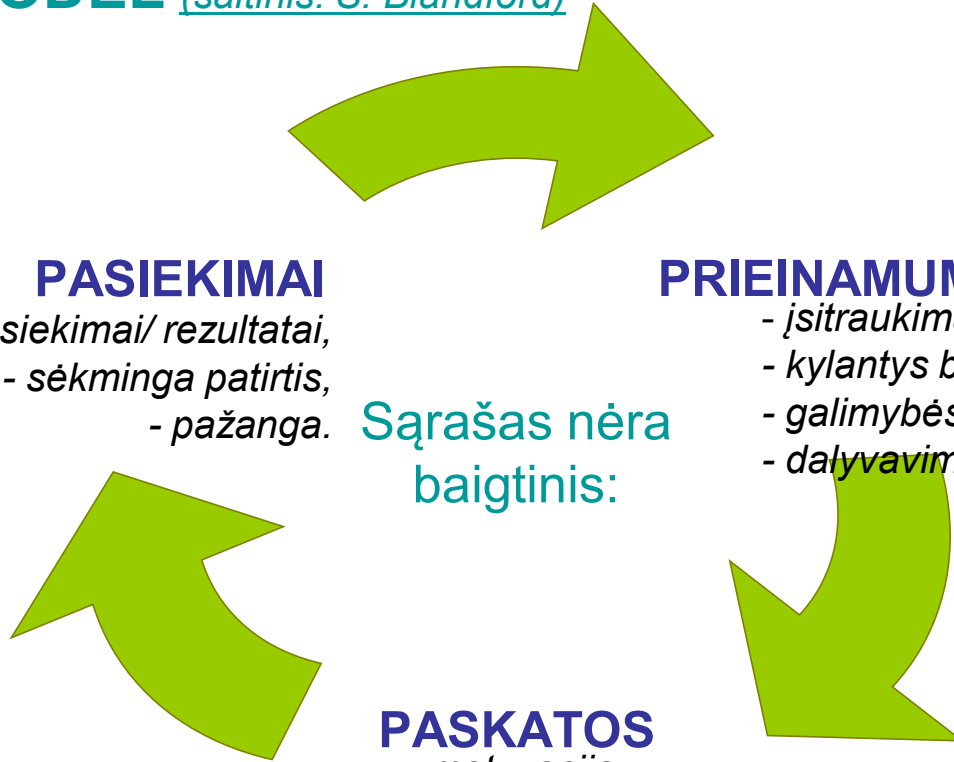 (šaltinis: S. Blandford)
PASIEKIMAI
siekimai/ rezultatai,
- sėkminga patirtis,
- pažanga.
PRIEINAMUM
- įsitraukima
- kylantys b
- galimybės
- dalyvavim
Sąrašas nėra
baigtinis:
PASKATOS